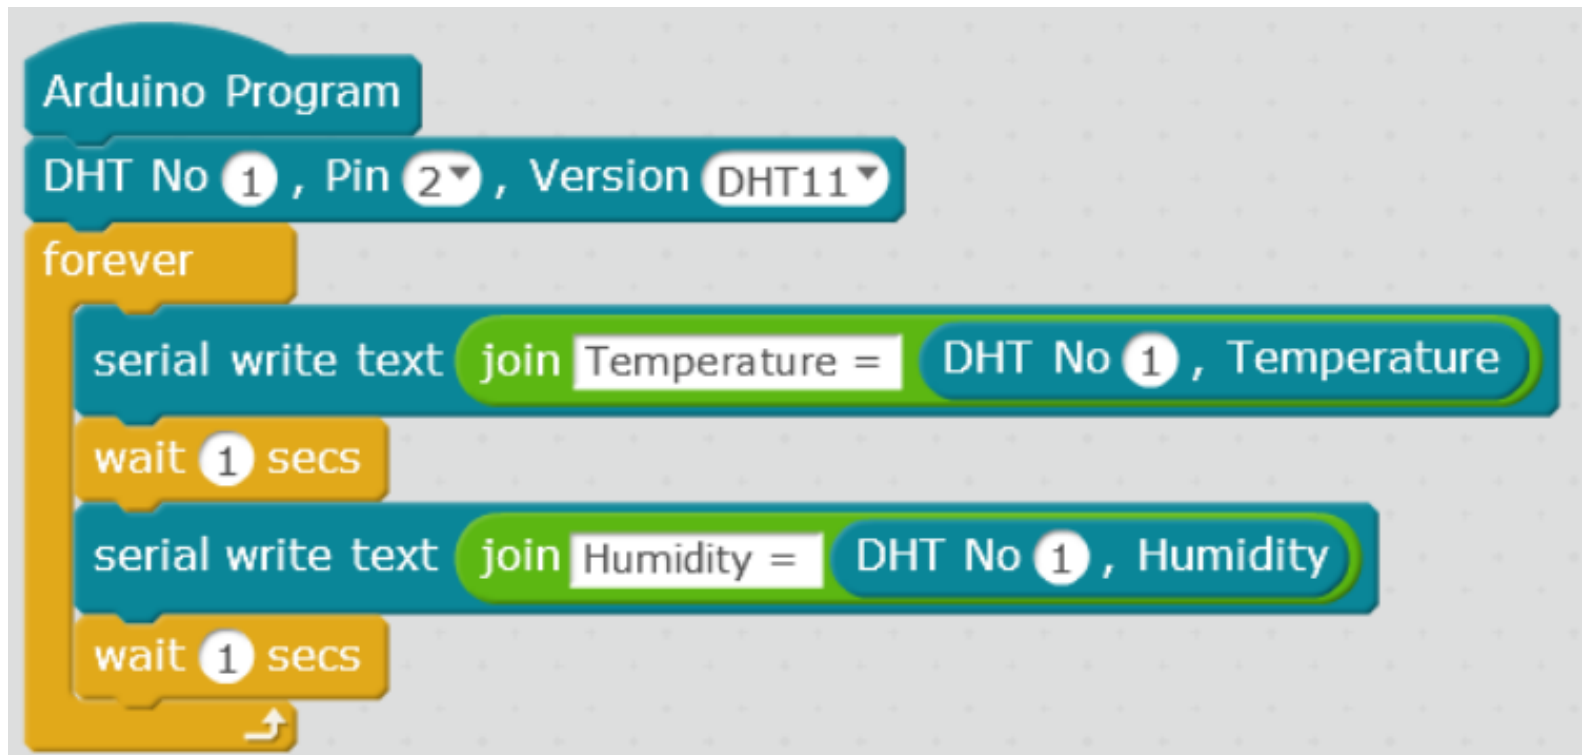 Arduino Program
DHT No 1 , Pin 2 , Version DHT11
forever
serial write text join Temperature = DHT No 1 , Temperature
wait 1 secs
serial write text join Humidity = DHT No 1 , Humidity
wait 1 secs